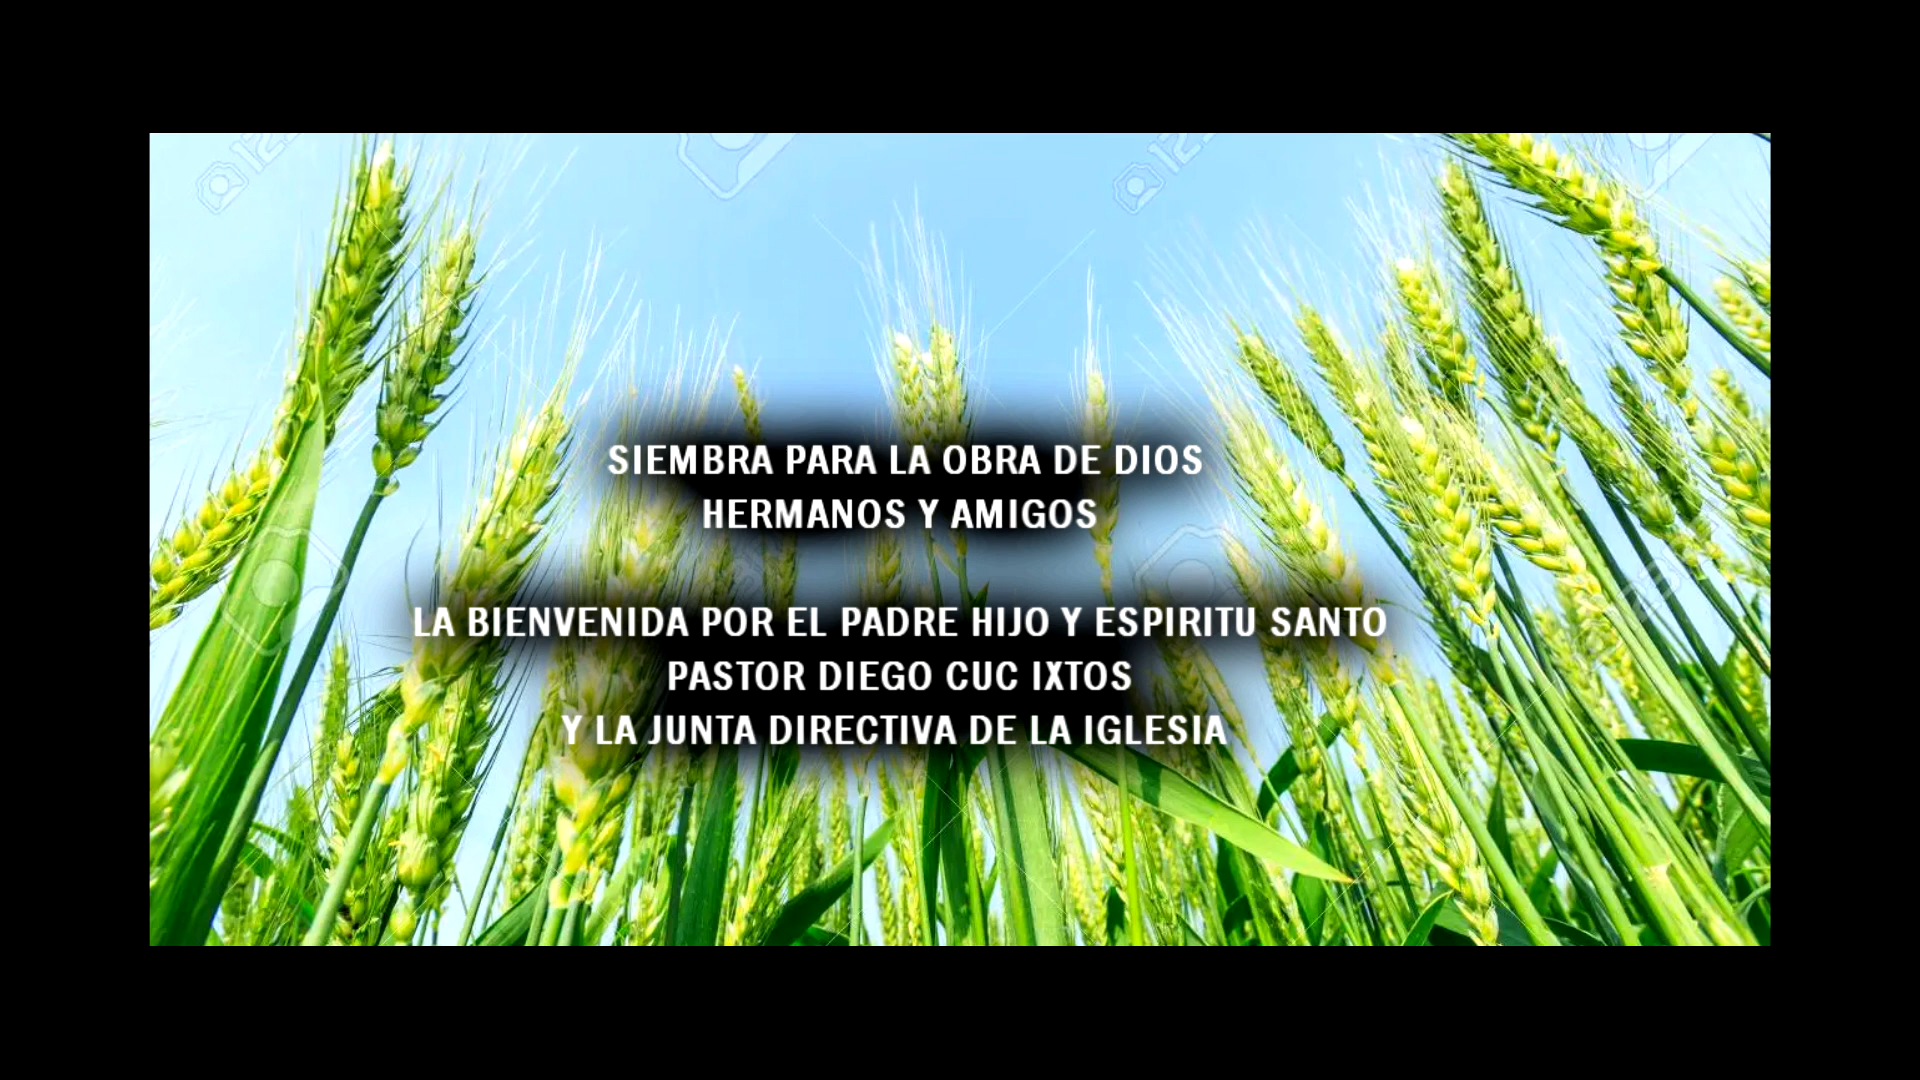 SIEMBRA PARA LA OBRA DE DIOS
HERMANOS Y AMIGOS
LA BIENVENIDA POR EL PADRE HIJO Y ESPIRITU SANTO
PASTOR DIEGO CUC IXTOS
Y LA JUNTA DIRECTIVA DE LA IGLESIA